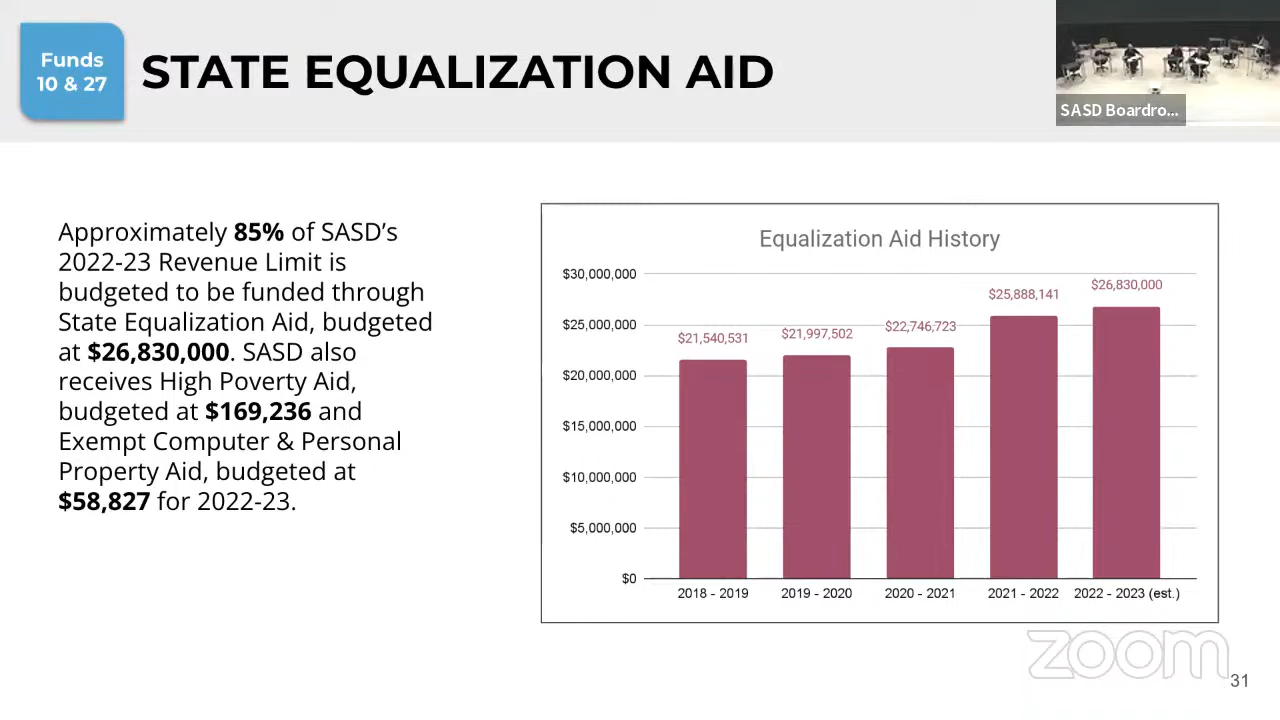 Funds
10 & 27
STATE EQUALIZATION AID
SASD Boardro...
Approximately 85% of SASD's
2022-23 Revenue Limit is
budgeted to be funded through
State Equalization Aid, budgeted
at $26,830,000. SASD also
receives High Poverty Aid,
budgeted at $169,236 and
Exempt Computer & Personal
Property Aid, budgeted at
$58,827 for 2022-23.
Equalization Aid History
$30,000,000
$25,000,000
$20,000,000
$15,000,000
$10,000,000
$5,000,000
$0
$21,540,531
$21,997,502
$22,746,723
$25,888,141
$26,830,000
2018 - 2019
2019 - 2020
2020 - 2021
2021 - 2022
2022 - 2023 (est.)
zoom
31